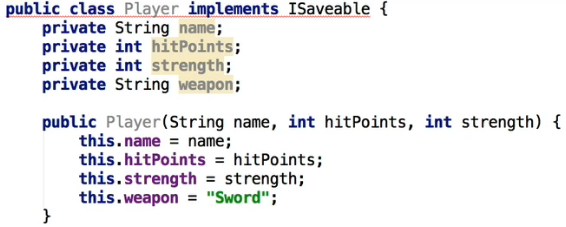 public class Player implements ISaveable {
    private String name;
    private int hitPoints;
    private int strength;
    private String weapon;

    public Player(String name, int hitPoints, int strength) {
        this.name = name;
        this.hitPoints = hitPoints;
        this.strength = strength;
        this.weapon = "Sword";
    }